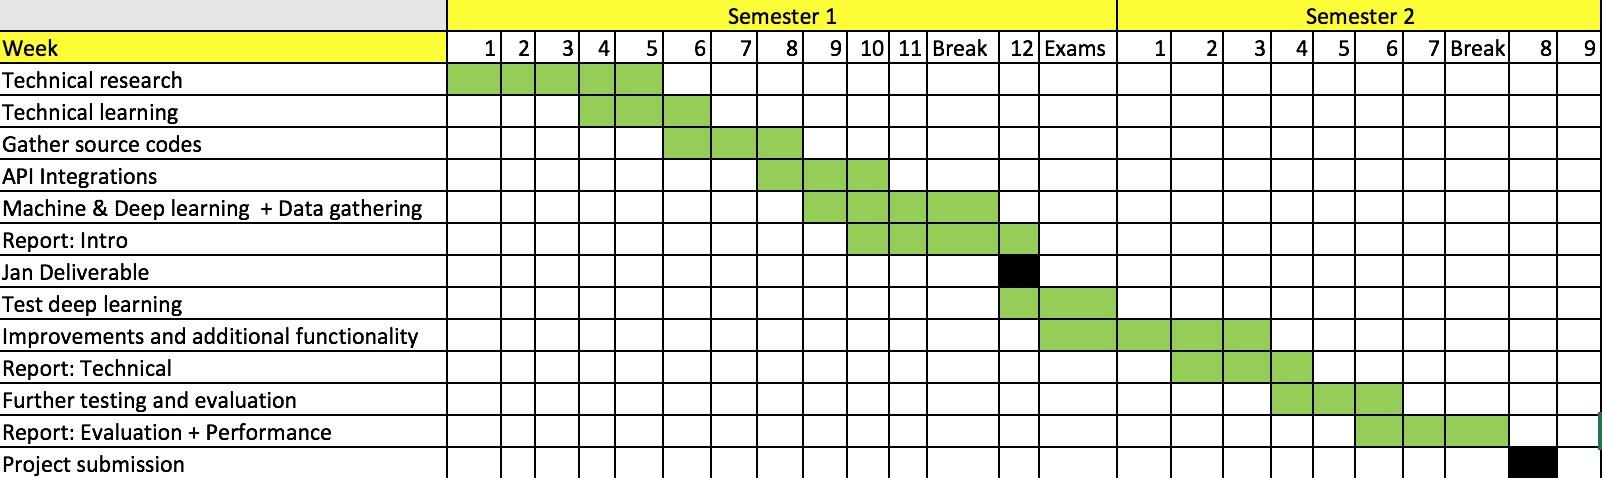 Semester 1 Semester 2
Week 1 2 3 4 5 6 7 8 9 10 11 Break 12 Exams 1 2 3 4 5 6 7 Break 8 9
Technical research
Technical learning
Gather source codes
API Integrations
Machine & Deep learning + Data gathering
Report: Intro
Jan Deliverable
Test deep learning
Improvements and additional functionality
Report: Technical
Further testing and evaluation
Report: Evaluation + Performance
Project submission